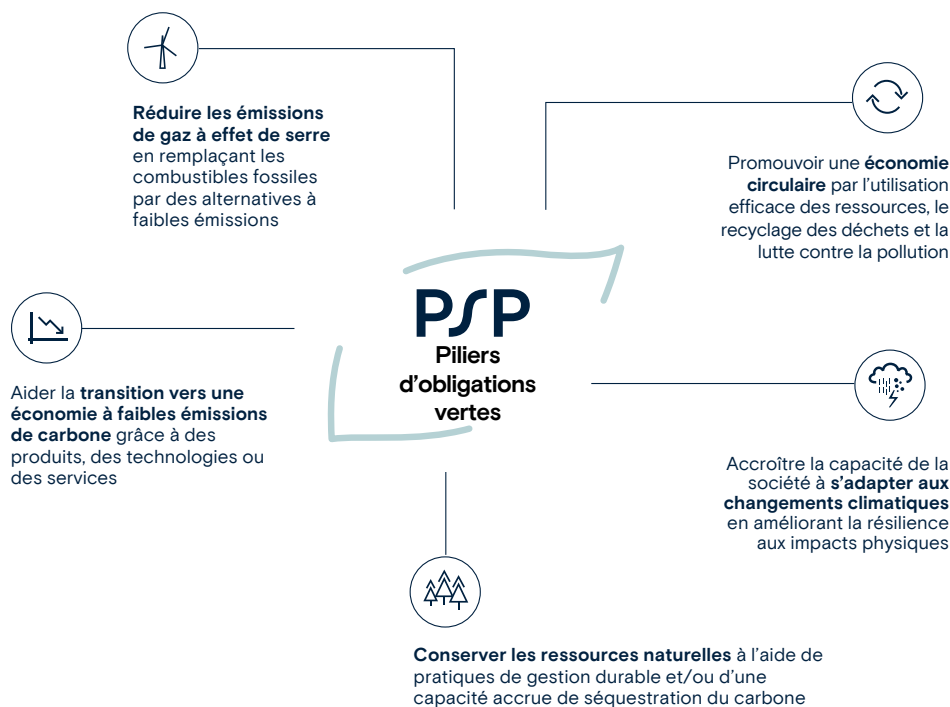 Réduire les émissions
de gaz à effet de serre
en remplaçant les
combustibles fossiles
par des alternatives à
faibles émissions
Promouvoir une économie
circulaire par l'utilisation
efficace des ressources, le
recyclage des déchets et la
lutte contre la pollution
PSP
Piliers
d'obligations
vertes
Aider la transition vers une
économie à faibles émissions
de carbone grâce à des
produits, des technologies ou
des services
Accroître la capacité de la
société à s'adapter aux
changements climatiques
en améliorant la résilience
aux impacts physiques
Conserver les ressources naturelles à l'aide de
pratiques de gestion durable et/ou d'une
capacité accrue de séquestration du carbone